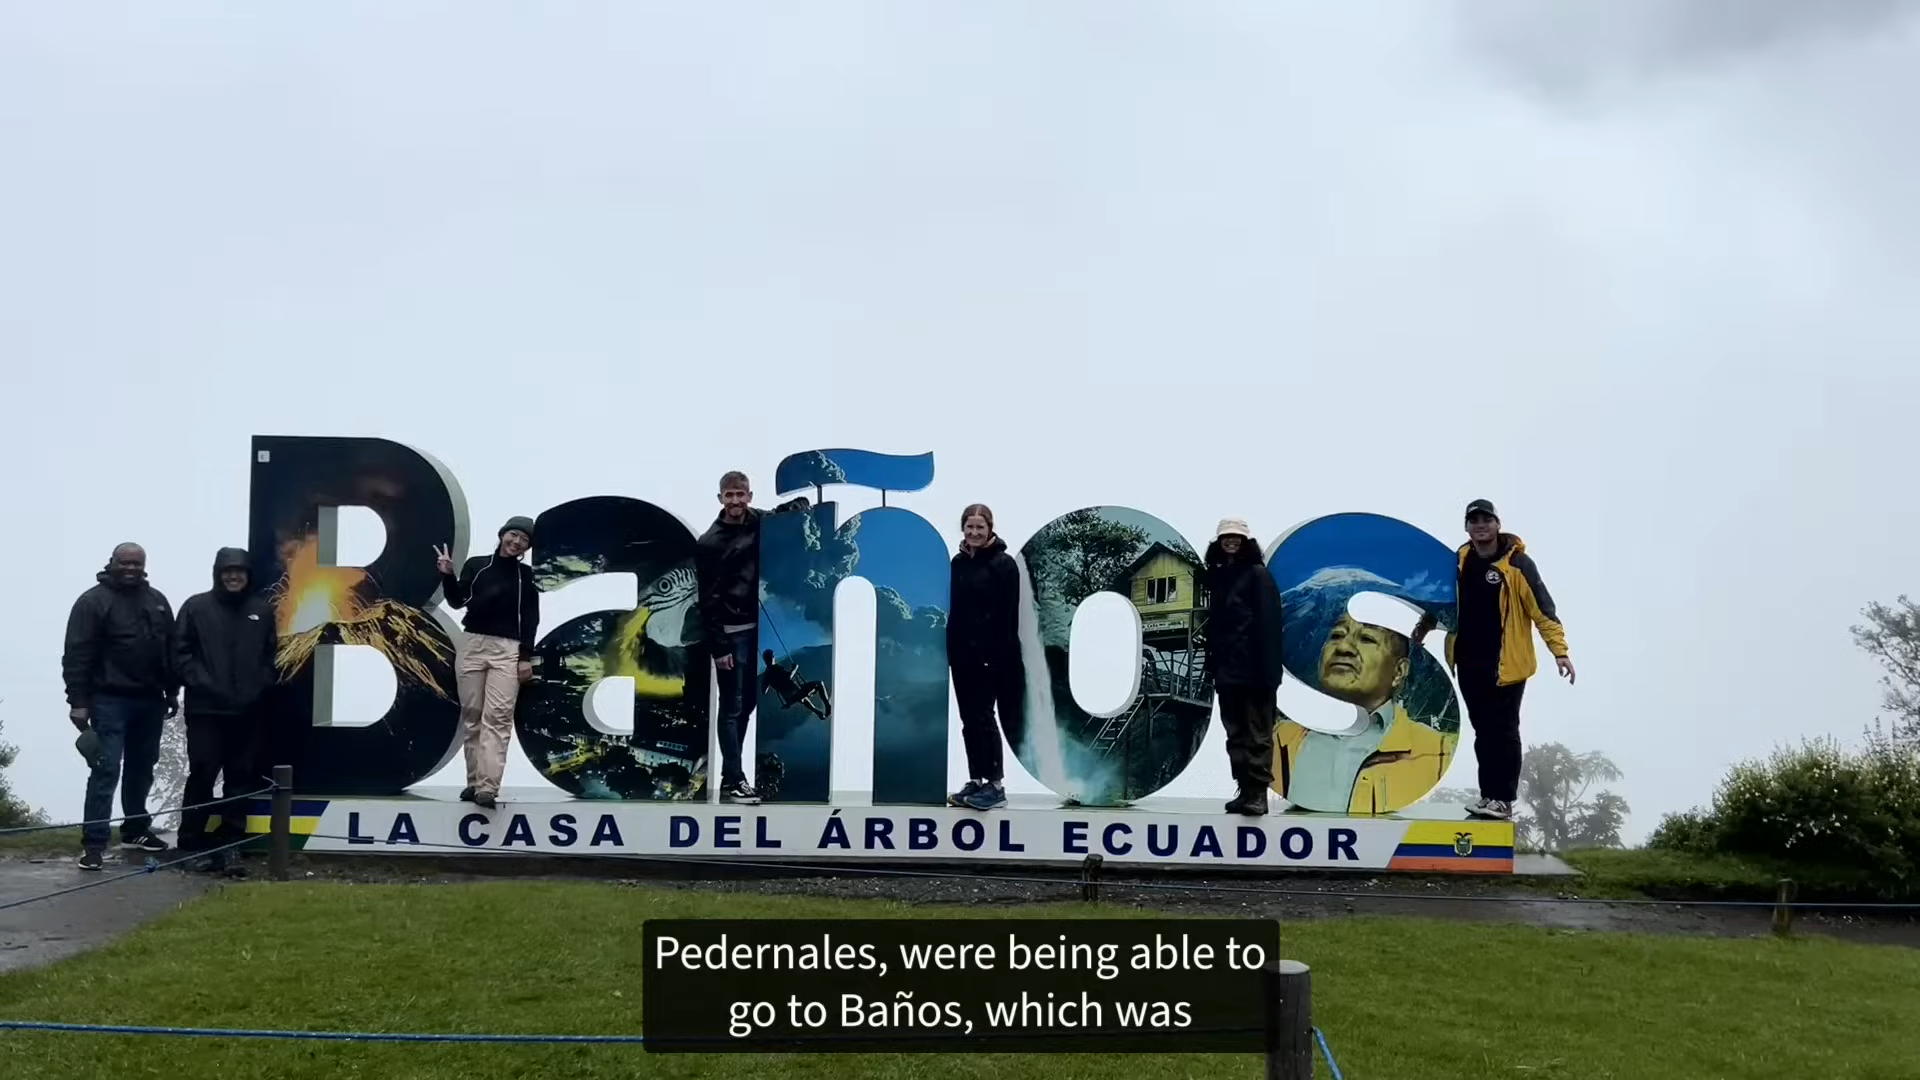 Baños
LA CASA DEL ÁRBOL ECUADOR
Pedernales, were being able to
go to Baños, which was